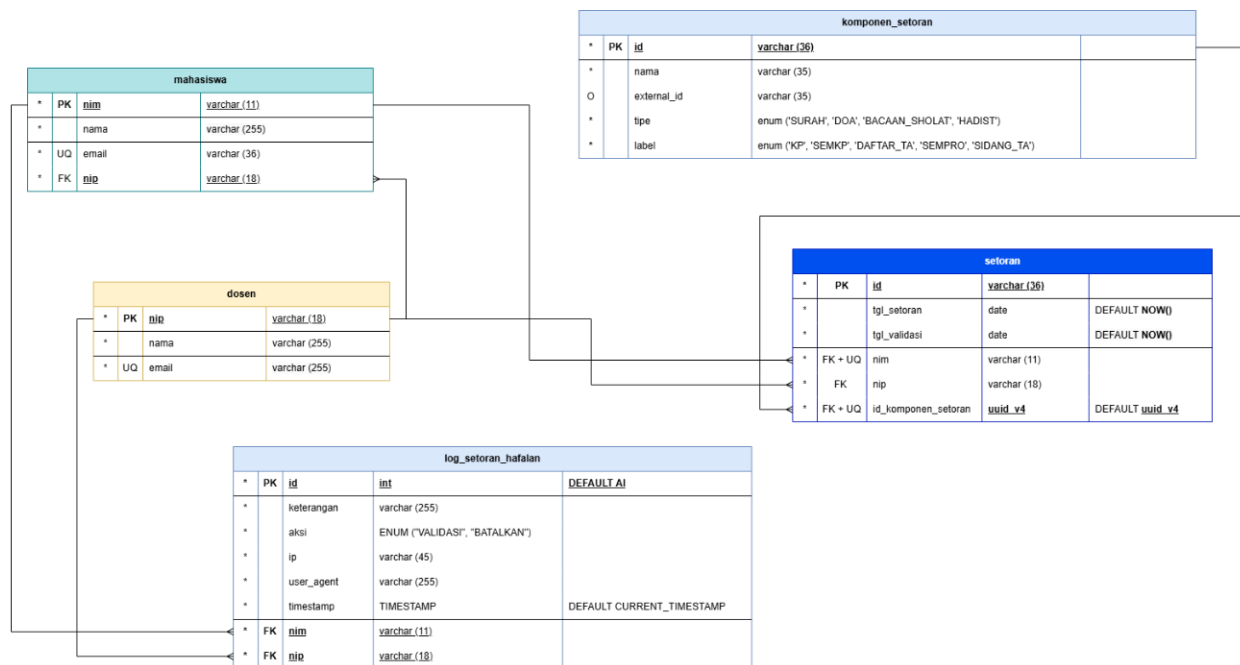 komponen_setoran
* PK id varchar (36)
* nama varchar (35)
O external_id varchar (35)
* tipe enum ('SURAH', 'DOA', 'BACAAN_SHOLAT', 'HADIST')
* label enum ('KP', 'SEMKP', 'DAFTAR_TA', 'SEMPRO', 'SIDANG_TA')
mahasiswa
* PK nim varchar (11)
* nama varchar (255)
* UQ email varchar (36)
* FK nip varchar (18)
setoran
* PK id varchar (36)
* tgl_setoran date DEFAULT NOW()
* tgl_validasi date DEFAULT NOW()
* FK + UQ nim varchar (11)
* FK nip varchar (18)
* FK + UQ id_komponen_setoran uuid_v4 DEFAULT uuid_v4
dosen
* PK nip varchar (18)
* nama varchar (255)
* UQ email varchar (255)
log_setoran_hafalan
* PK id int DEFAULT AI
* keterangan varchar (255)
* aksi ENUM ("VALIDASI", "BATALKAN")
* ip varchar (45)
* user_agent varchar (255)
* timestamp TIMESTAMP DEFAULT CURRENT_TIMESTAMP
* FK nim varchar (11)
* FK nip varchar (18)